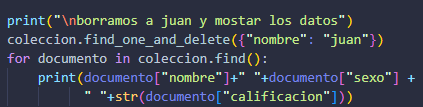 print("\nborramos a juan y mostar los datos")
coleccion.find_one_and_delete({"nombre": "juan"})
for documento in coleccion.find():
    print(documento["nombre"]+" "+documento["sexo"] +
          " "+str(documento["calificacion"]))